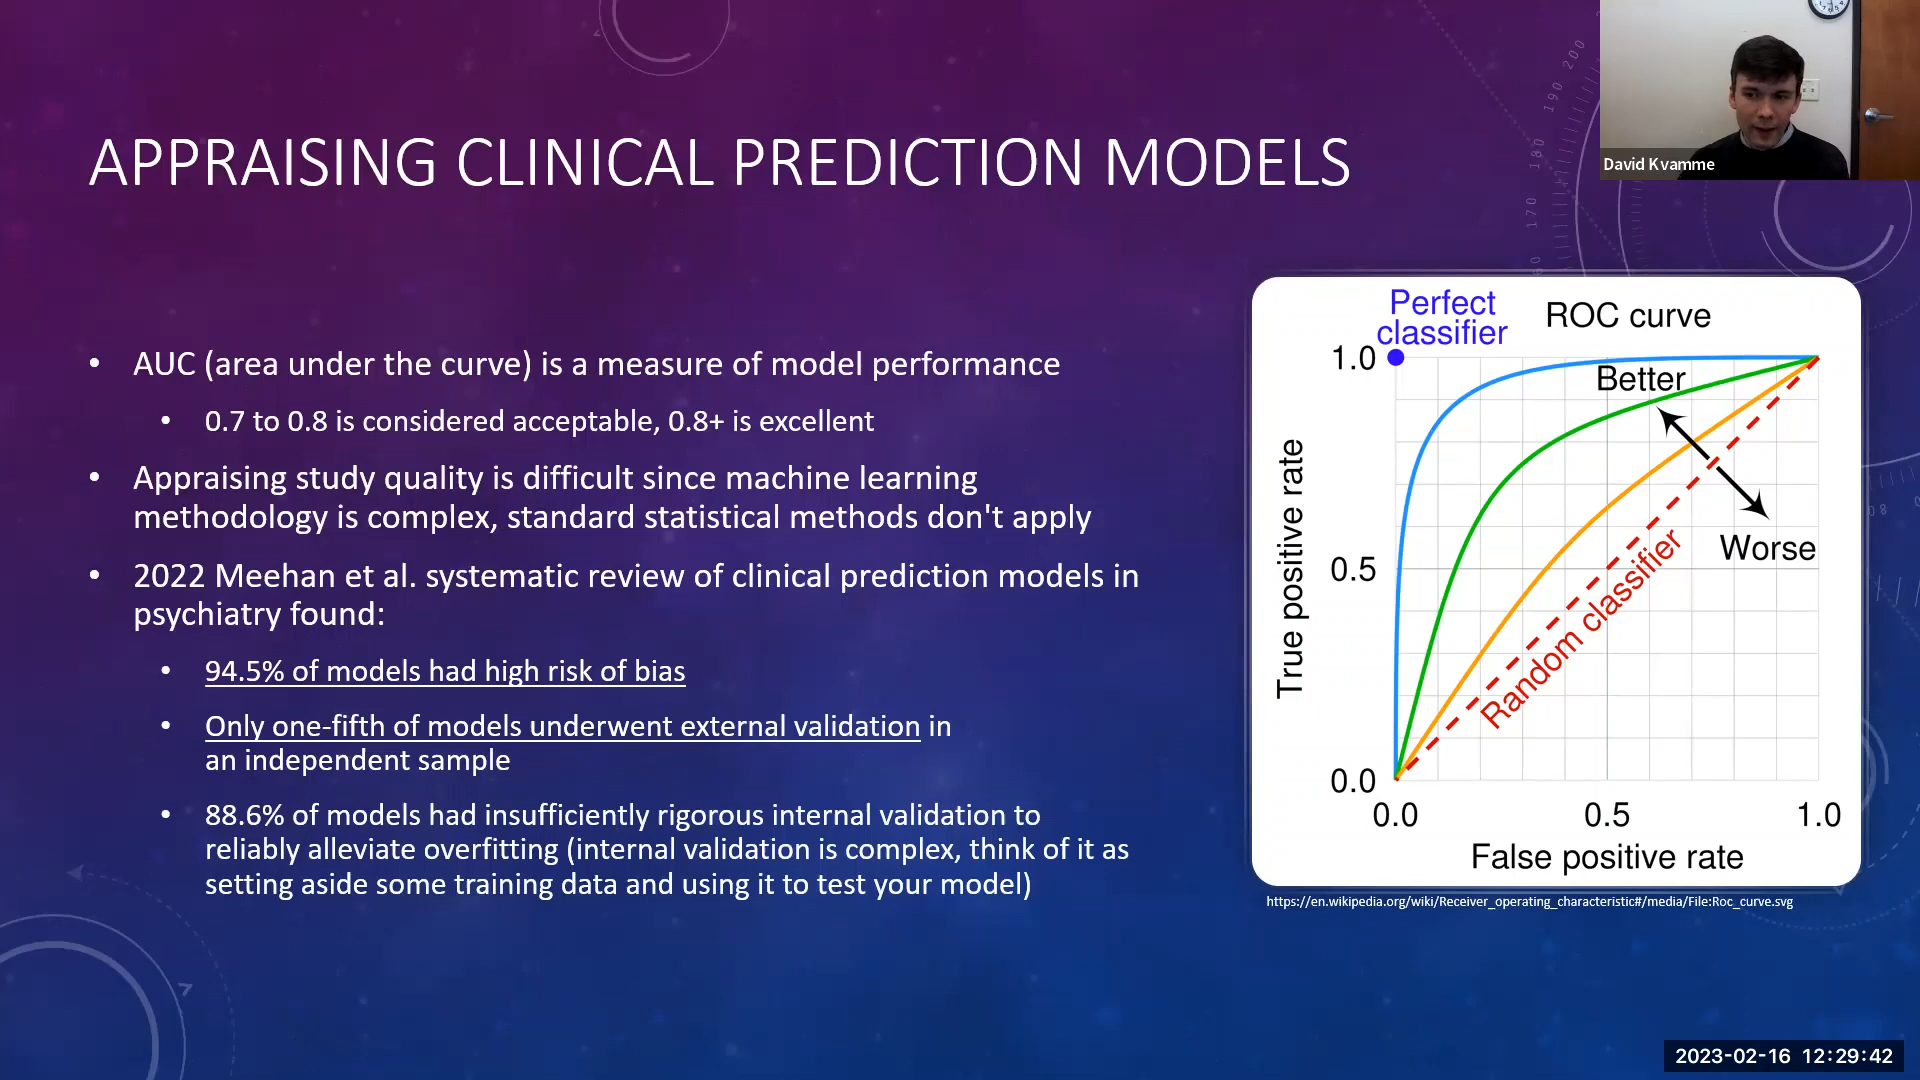 APPRAISING CLINICAL PREDICTION MODELS
David Kvamme
• AUC (area under the curve) is a measure of model performance
• 0.7 to 0.8 is considered acceptable, 0.8+ is excellent
• Appraising study quality is difficult since machine learning
methodology is complex, standard statistical methods don't apply
• 2022 Meehan et al. systematic review of clinical prediction models in
psychiatry found:
• 94.5% of models had high risk of bias
• Only one-fifth of models underwent external validation in
an independent sample
• 88.6% of models had insufficiently rigorous internal validation to
reliably alleviate overfitting (internal validation is complex, think of it as
setting aside some training data and using it to test your model)
Perfect
classifier
ROC curve
1.0
Better
True positive rate
0.5
Worse
Random classifier
0.0
0.0 0.5 1.0
False positive rate
https://en.wikipedia.org/wiki/Receiver_operating_characteristic#/media/File:Roc_curve.svg
200
190
180
170
2023-02-16 12:29:42